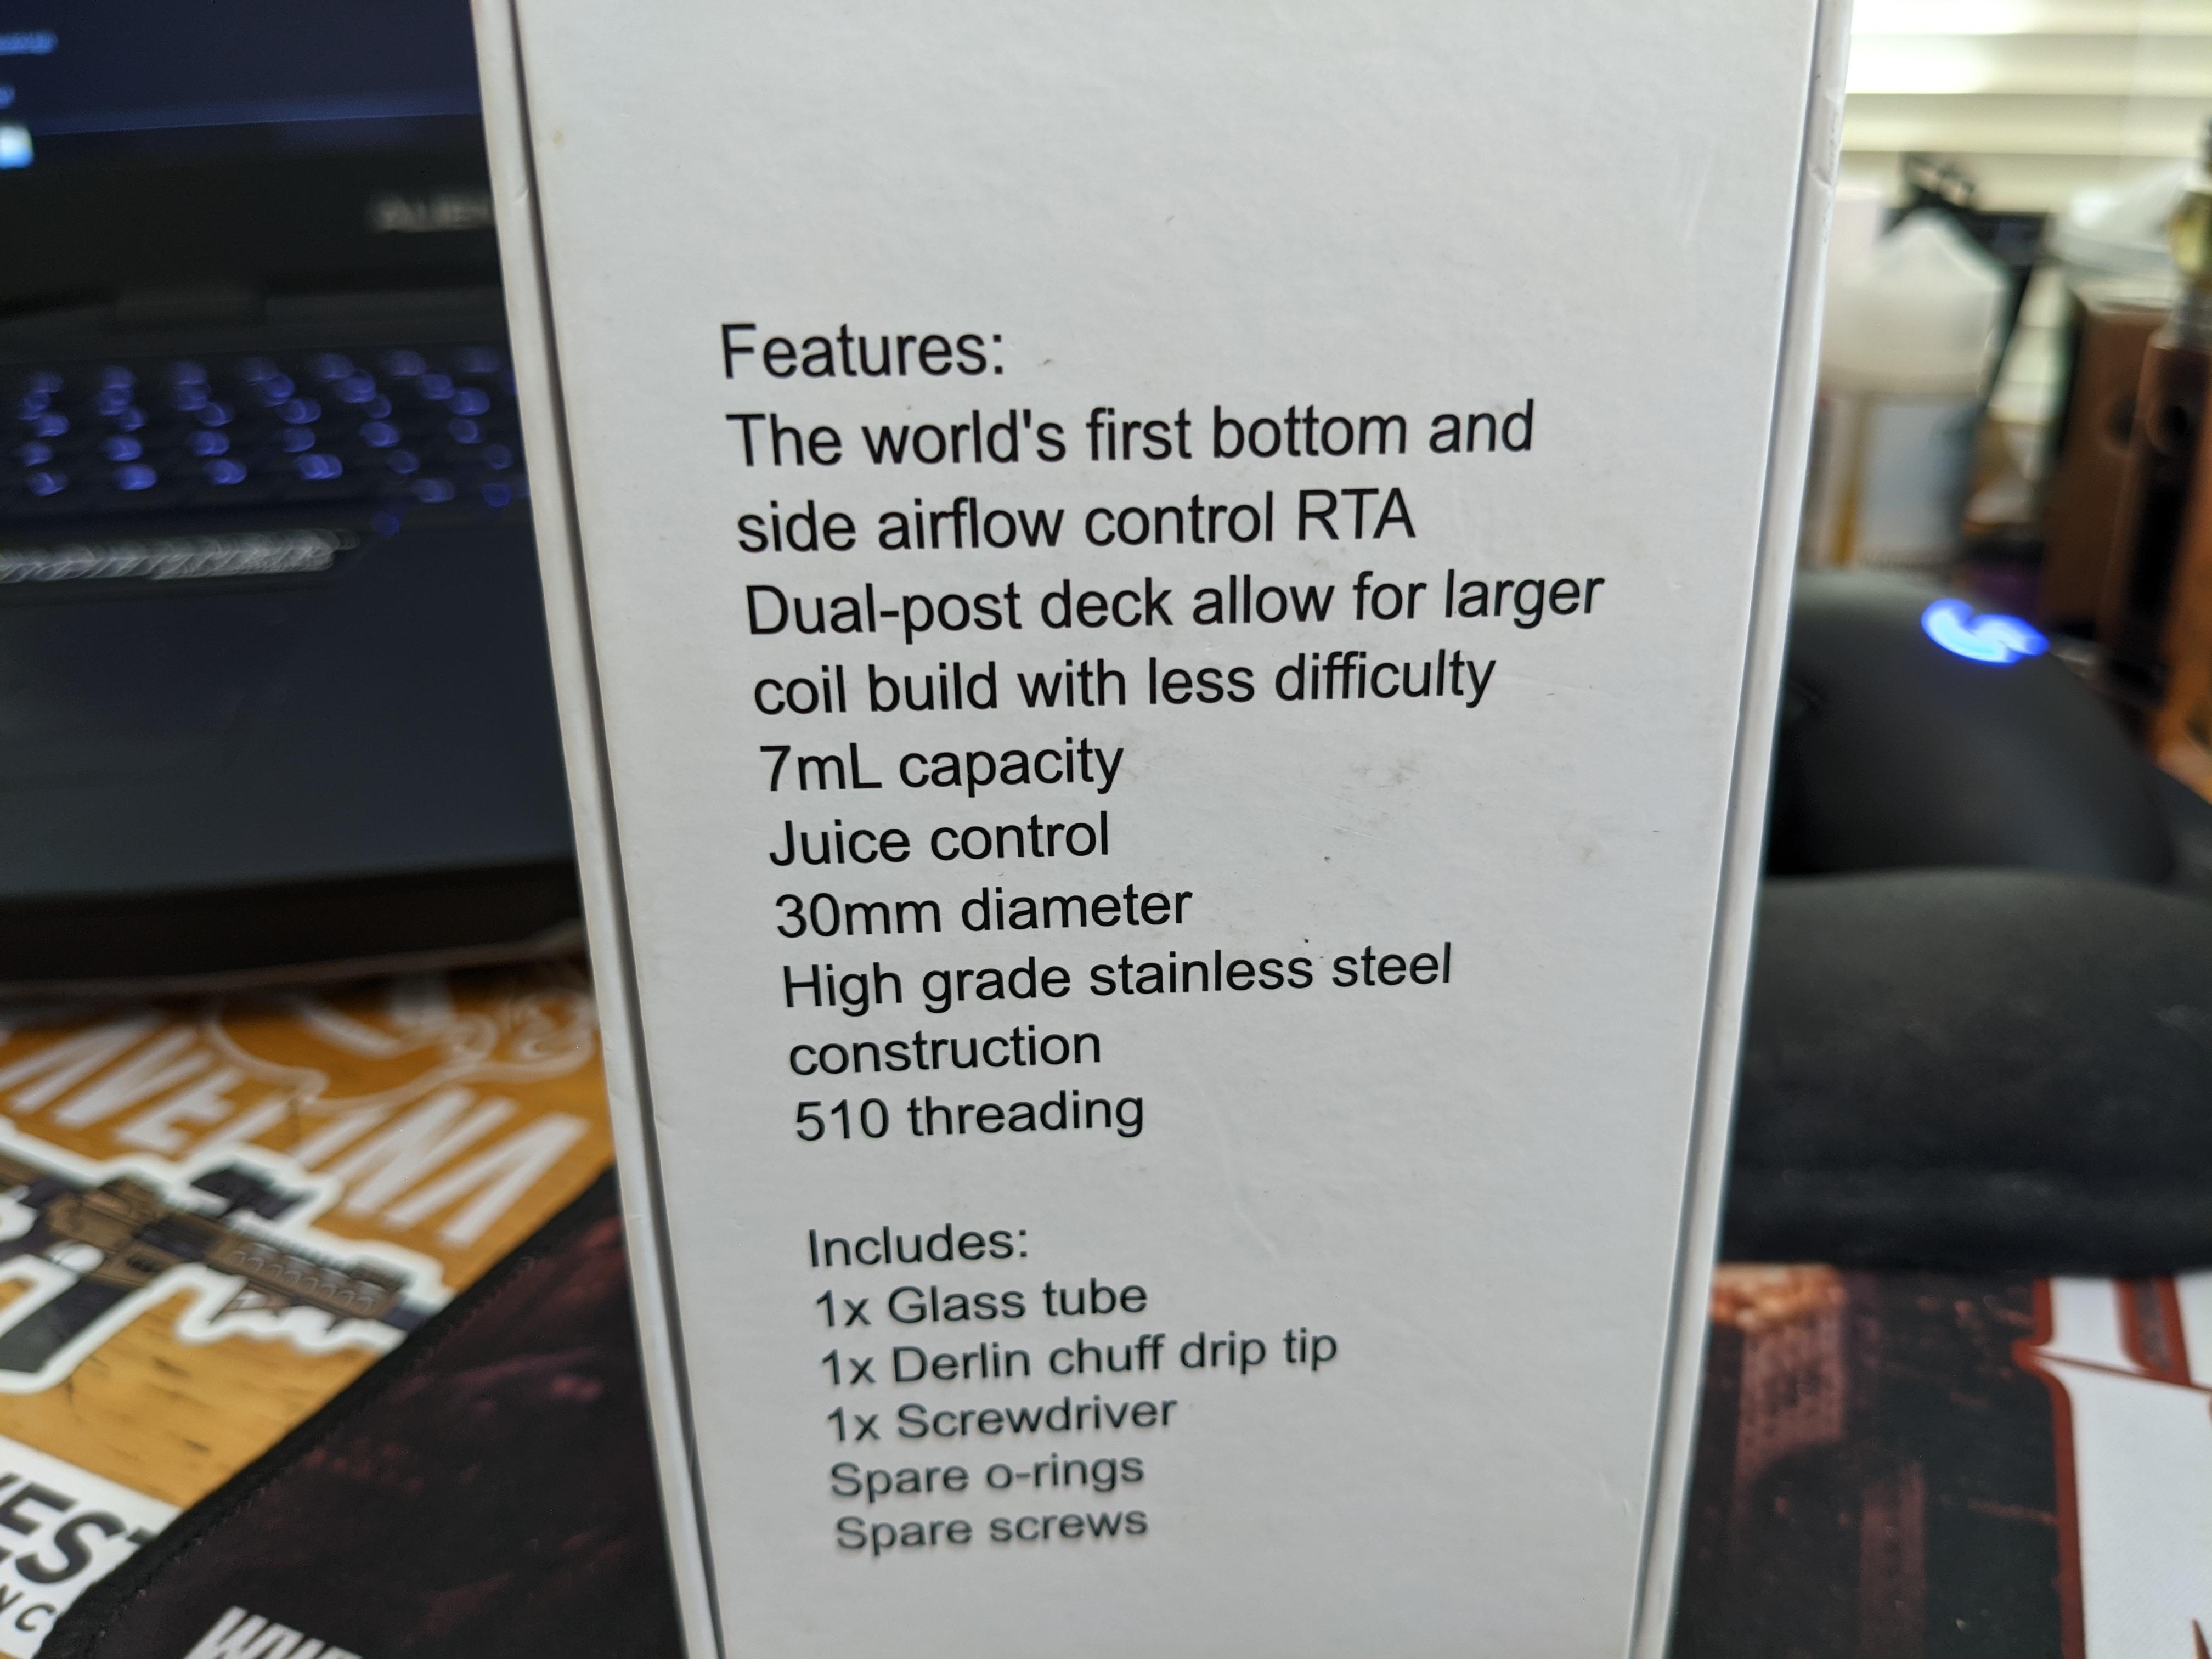 ALIEN
Features:
The world's first bottom and
side airflow control RTA
Dual-post deck allow for larger
coil build with less difficulty
7mL capacity
Juice control
30mm diameter
High grade stainless steel
construction
510 threading
Includes:
1x Glass tube
1x Derlin chuff drip tip
1x Screwdriver
Spare o-rings
Spare screws